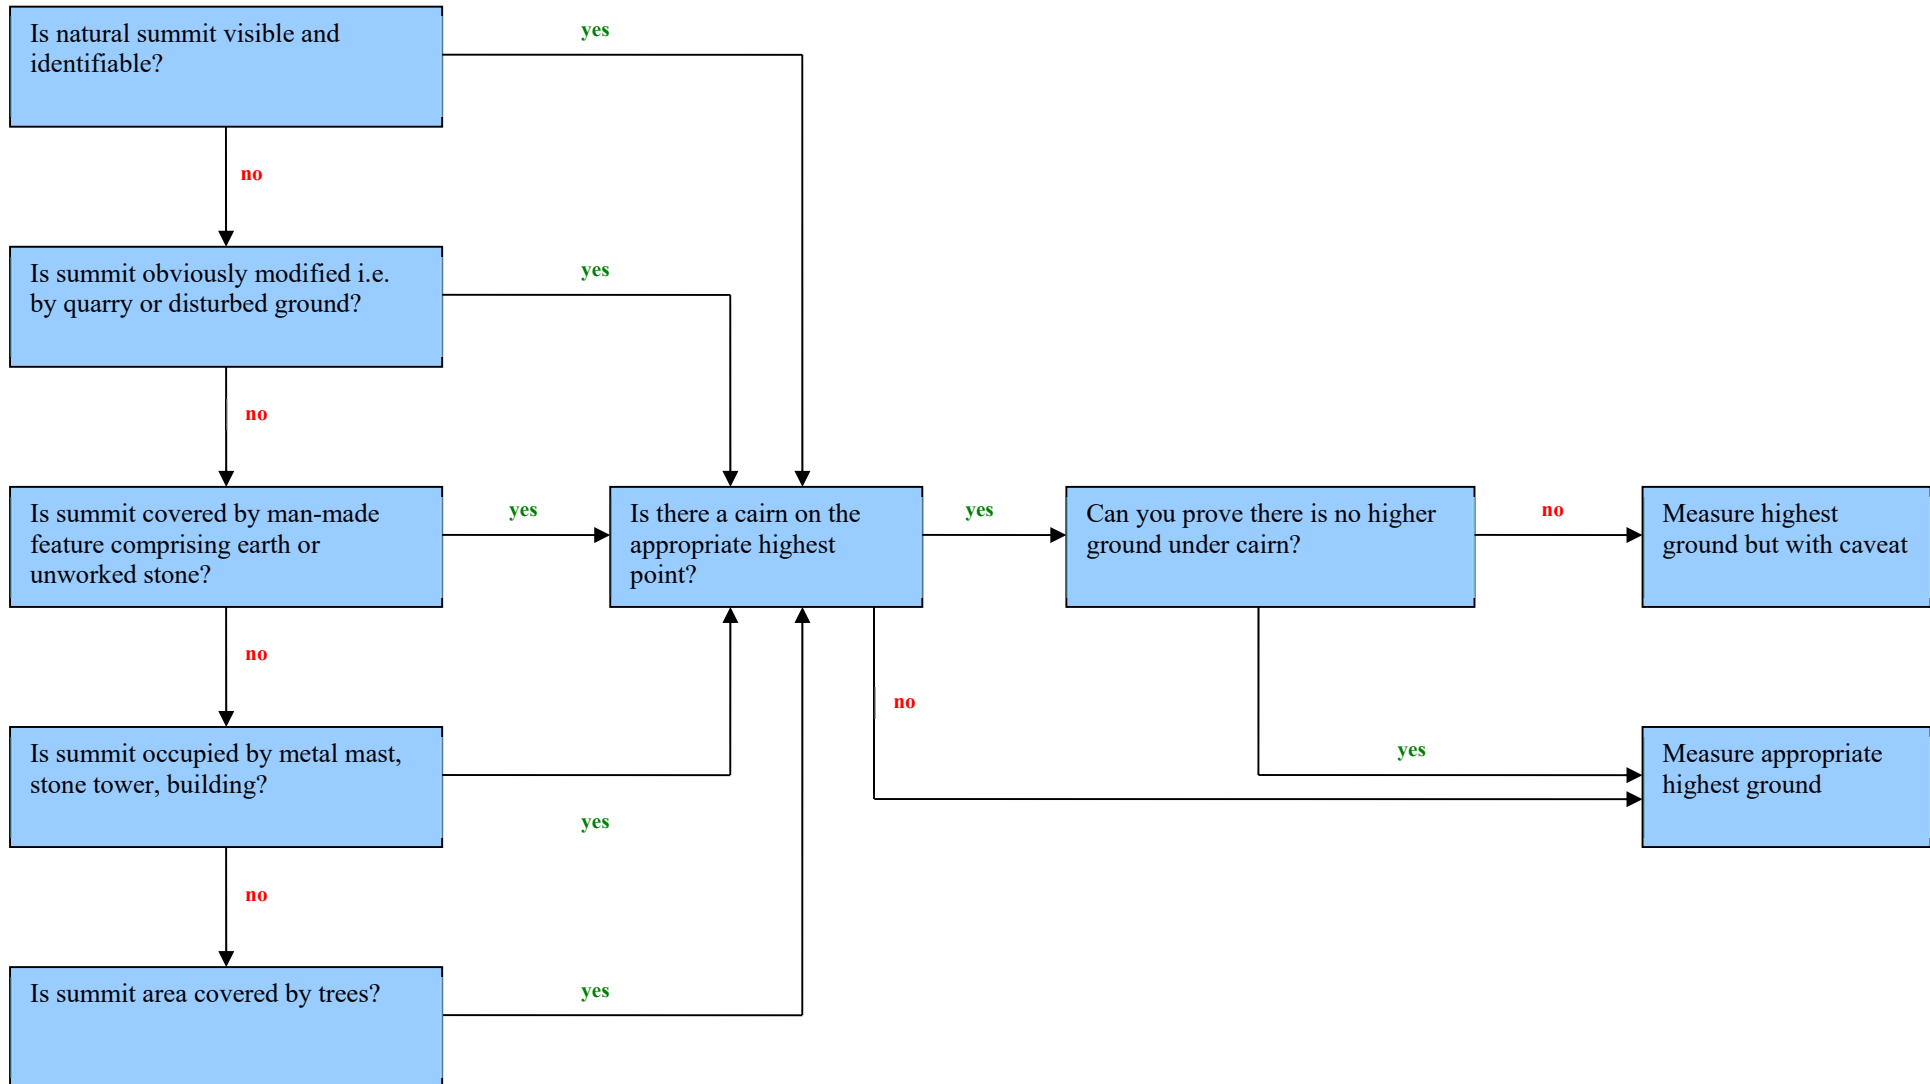 Is natural summit visible and
identifiable?
yes
no
Is summit obviously modified i.e.
by quarry or disturbed ground?
yes
no
Is summit covered by man-made
feature comprising earth or
unworked stone?
yes
Is there a cairn on the
appropriate highest
point?
yes
Can you prove there is no higher
ground under cairn?
no
Measure highest
ground but with caveat
no
no
Is summit occupied by metal mast,
stone tower, building?
yes
yes
Measure appropriate
highest ground
no
Is summit area covered by trees?
yes